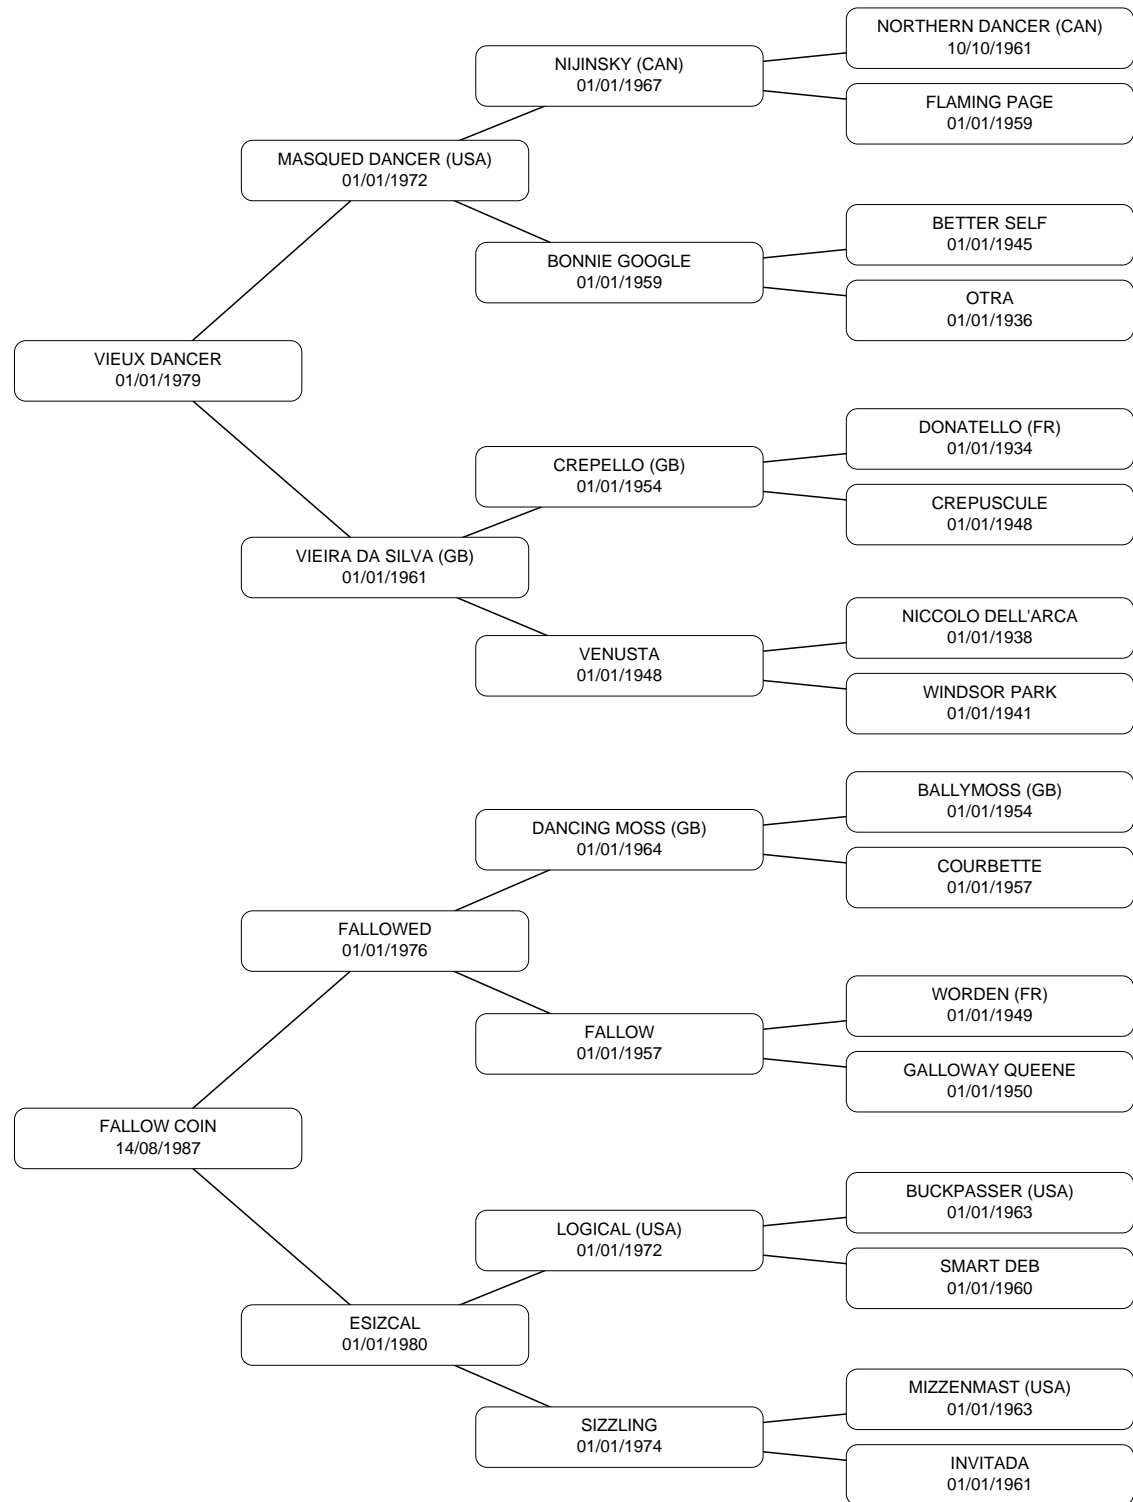 NORTHERN DANCER (CAN)
10/10/1961
NIJINSKY (CAN)
01/01/1967
FLAMING PAGE
01/01/1959
MASQUED DANCER (USA)
01/01/1972
BETTER SELF
01/01/1945
BONNIE GOOGLE
01/01/1959
OTRA
01/01/1936
VIEUX DANCER
01/01/1979
DONATELLO (FR)
01/01/1934
CREPELLO (GB)
01/01/1954
CREPUSCULE
01/01/1948
VIEIRA DA SILVA (GB)
01/01/1961
NICCOLO DELL'ARCA
01/01/1938
VENUSTA
01/01/1948
WINDSOR PARK
01/01/1941
BALLYMOSS (GB)
01/01/1954
DANCING MOSS (GB)
01/01/1964
COURBETTE
01/01/1957
FALLOWED
01/01/1976
WORDEN (FR)
01/01/1949
FALLOW
01/01/1957
GALLOWAY QUEENE
01/01/1950
FALLOW COIN
14/08/1987
BUCKPASSER (USA)
01/01/1963
LOGICAL (USA)
01/01/1972
SMART DEB
01/01/1960
ESIZCAL
01/01/1980
MIZZENMAST (USA)
01/01/1963
SIZZLING
01/01/1974
INVITADA
01/01/1961